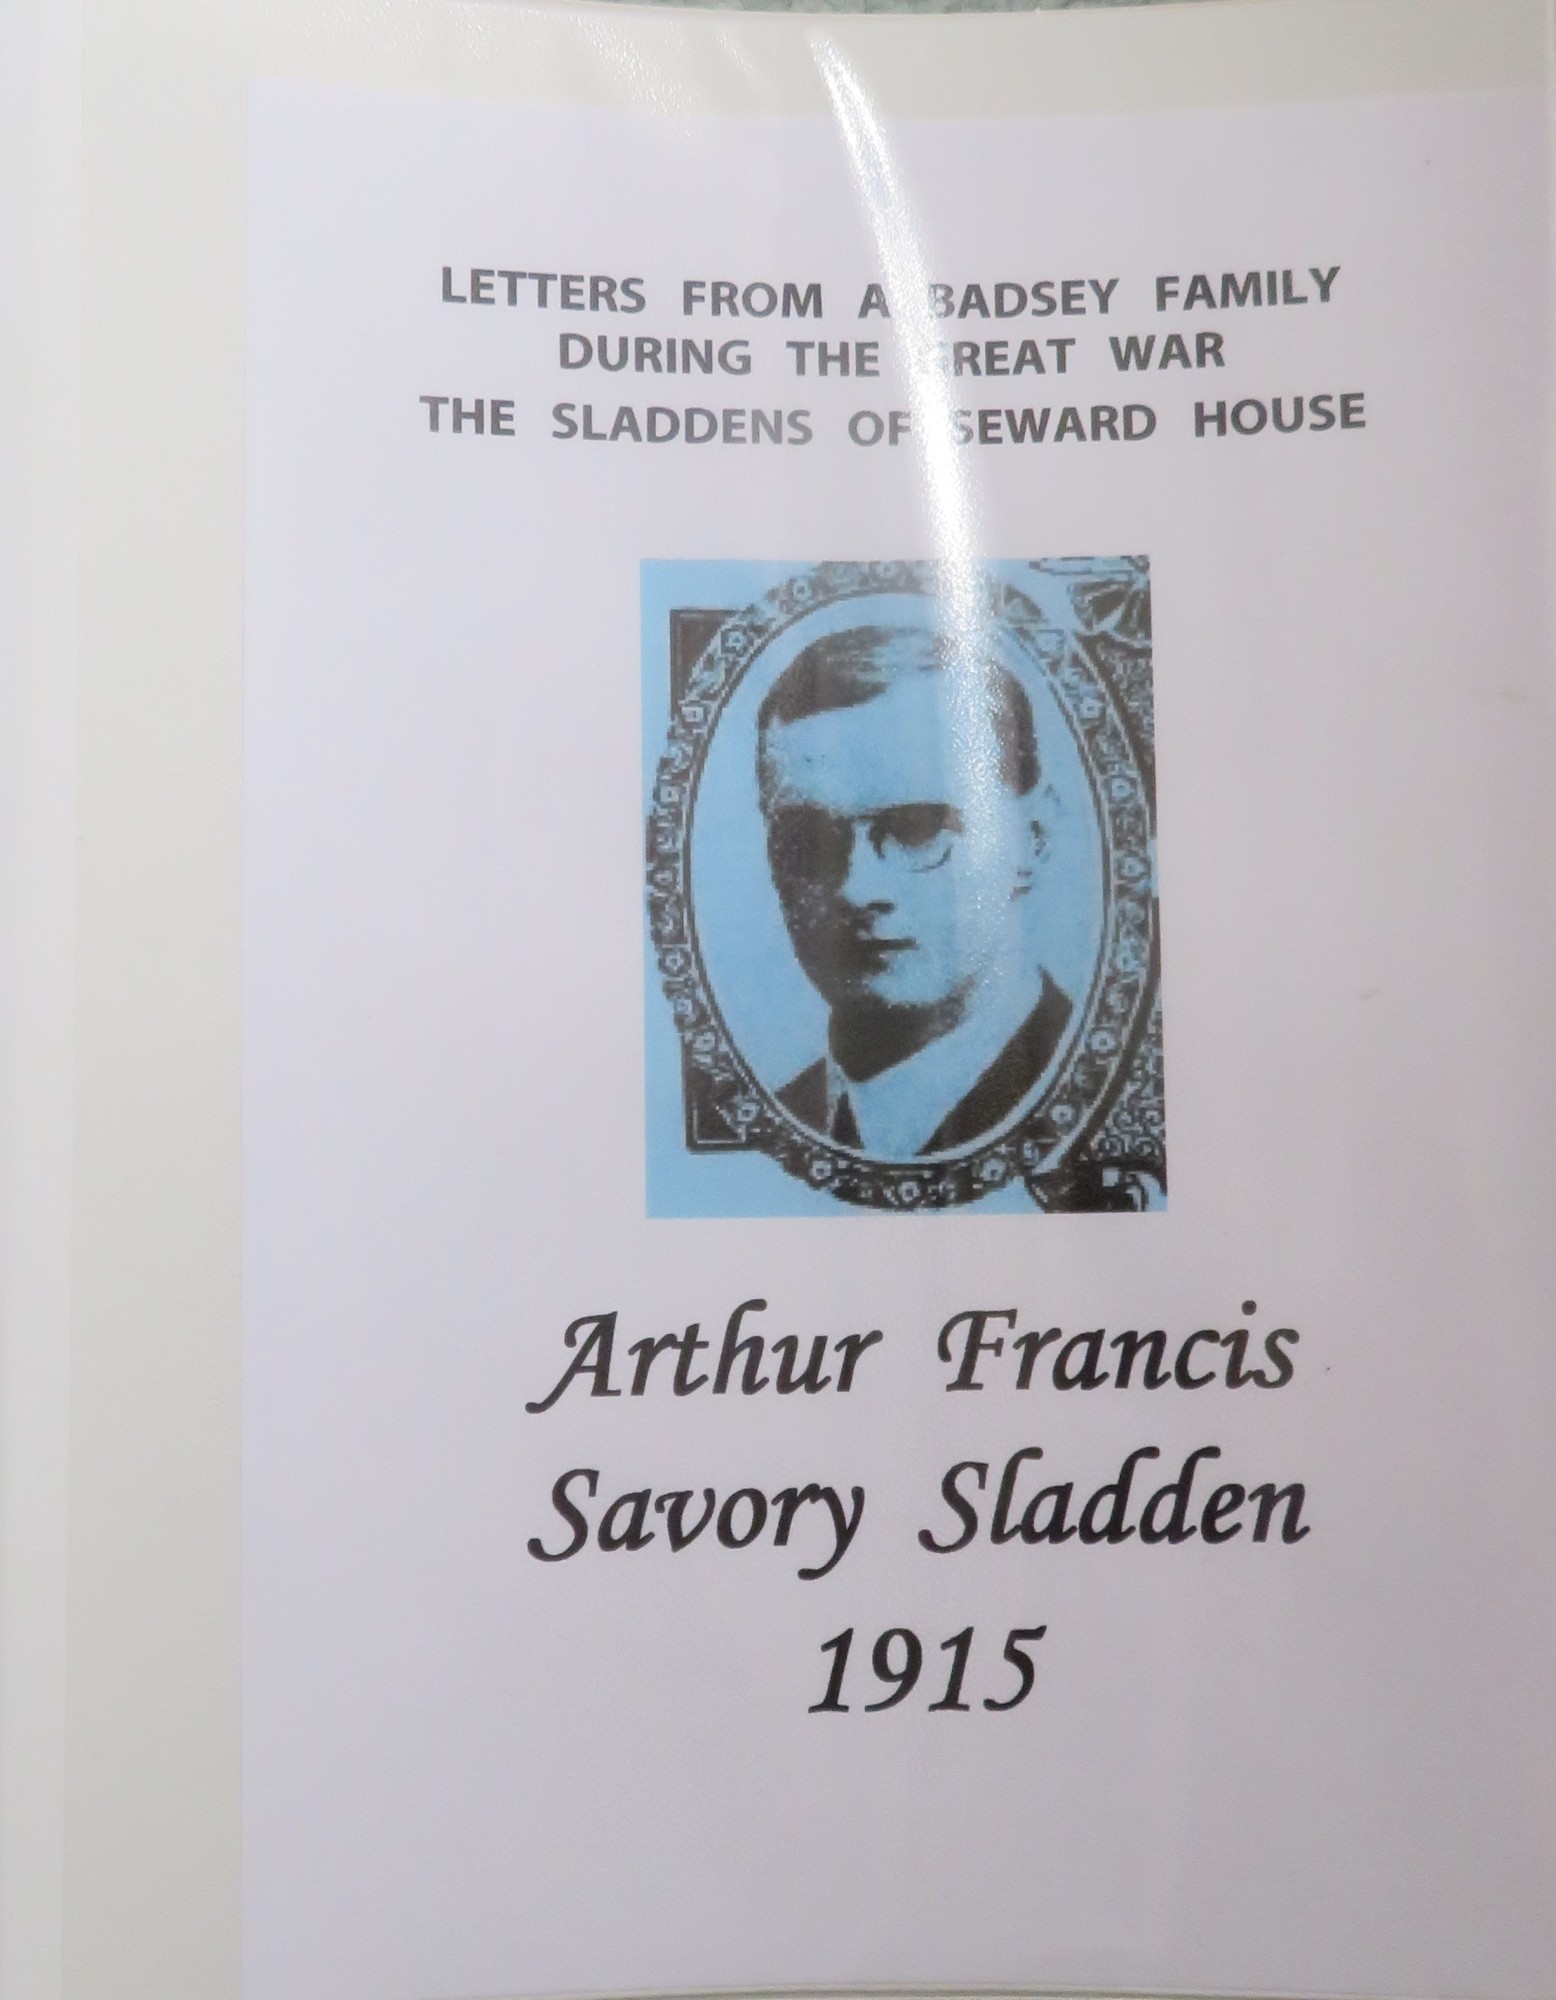 LETTERS FROM A BADSEY FAMILY
DURING THE GREAT WAR
THE SLADDENS OF SEWARD HOUSE
Arthur Francis
Savory Sladden
1915